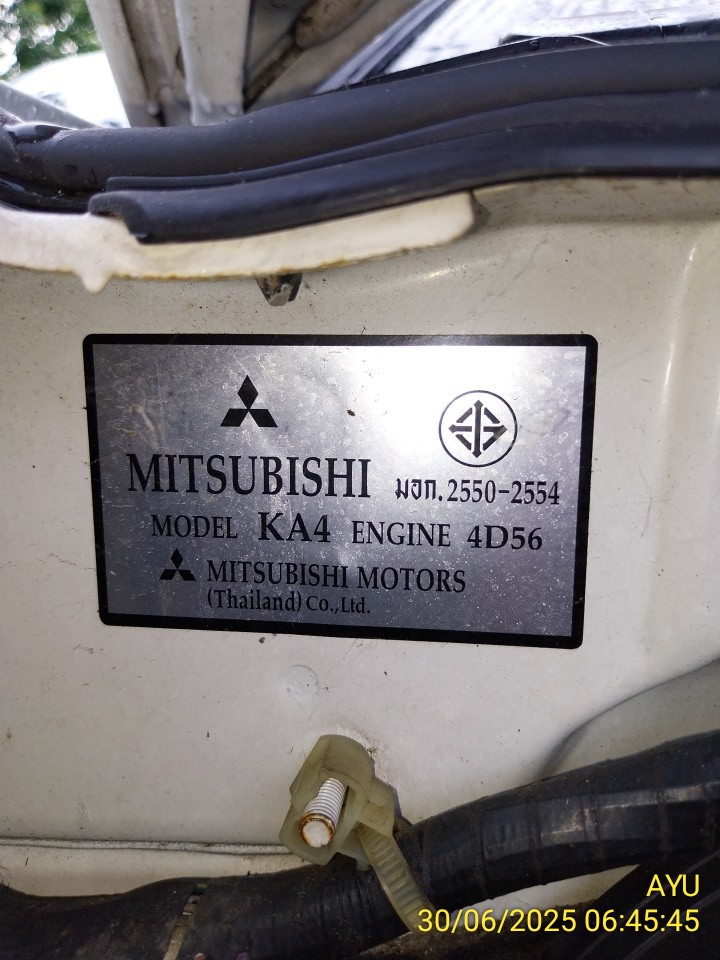 MITSUBISHI มอก.2550-2554
MODEL KA4 ENGINE 4D56
MITSUBISHI MOTORS
(Thailand) Co.,Ltd.
AYU
30/06/2025 06:45:45